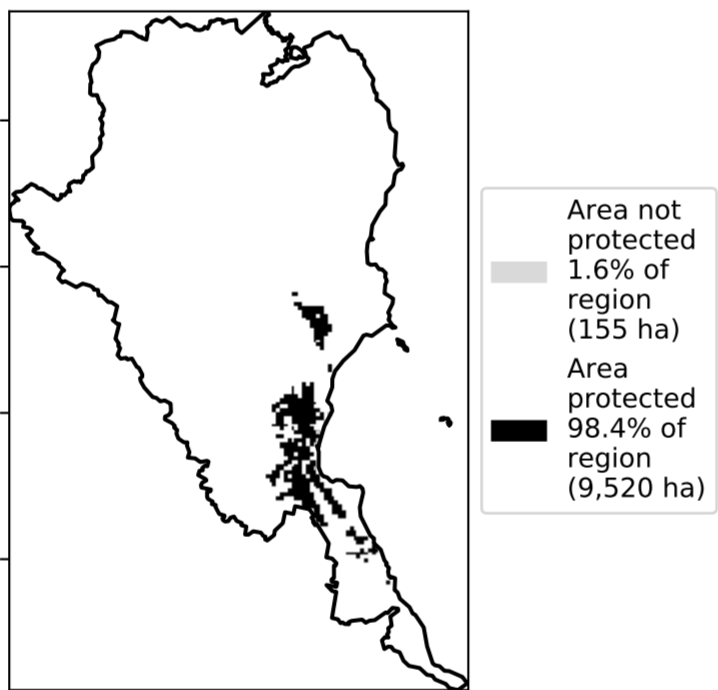 Area not
protected
1.6% of
region
(155 ha)
Area
protected
98.4% of
region
(9,520 ha)